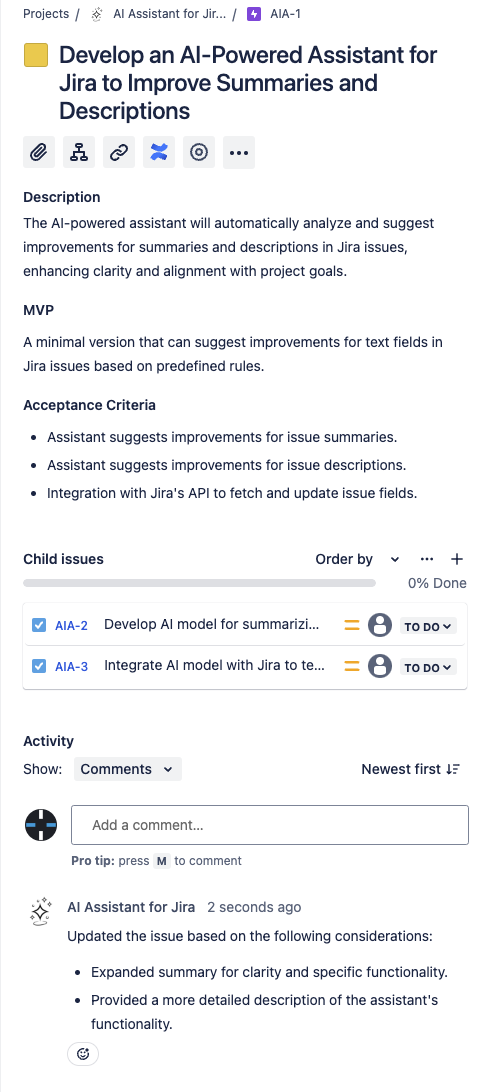 Projects / AI Assistant for Jir... / AIA-1
Develop an AI-Powered Assistant for
Jira to Improve Summaries and
Descriptions
Description
The AI-powered assistant will automatically analyze and suggest
improvements for summaries and descriptions in Jira issues,
enhancing clarity and alignment with project goals.
MVP
A minimal version that can suggest improvements for text fields in
Jira issues based on predefined rules.
Acceptance Criteria
• Assistant suggests improvements for issue summaries.
• Assistant suggests improvements for issue descriptions.
• Integration with Jira's API to fetch and update issue fields.
Child issues Order by
0% Done
AIA-2 Develop AI model for summarizi... TO DO
AIA-3 Integrate AI model with Jira to te... TO DO
Activity
Show: Comments Newest first
Add a comment...
Pro tip: press M to comment
AI Assistant for Jira 2 seconds ago
Updated the issue based on the following considerations:
• Expanded summary for clarity and specific functionality.
• Provided a more detailed description of the assistant's
functionality.